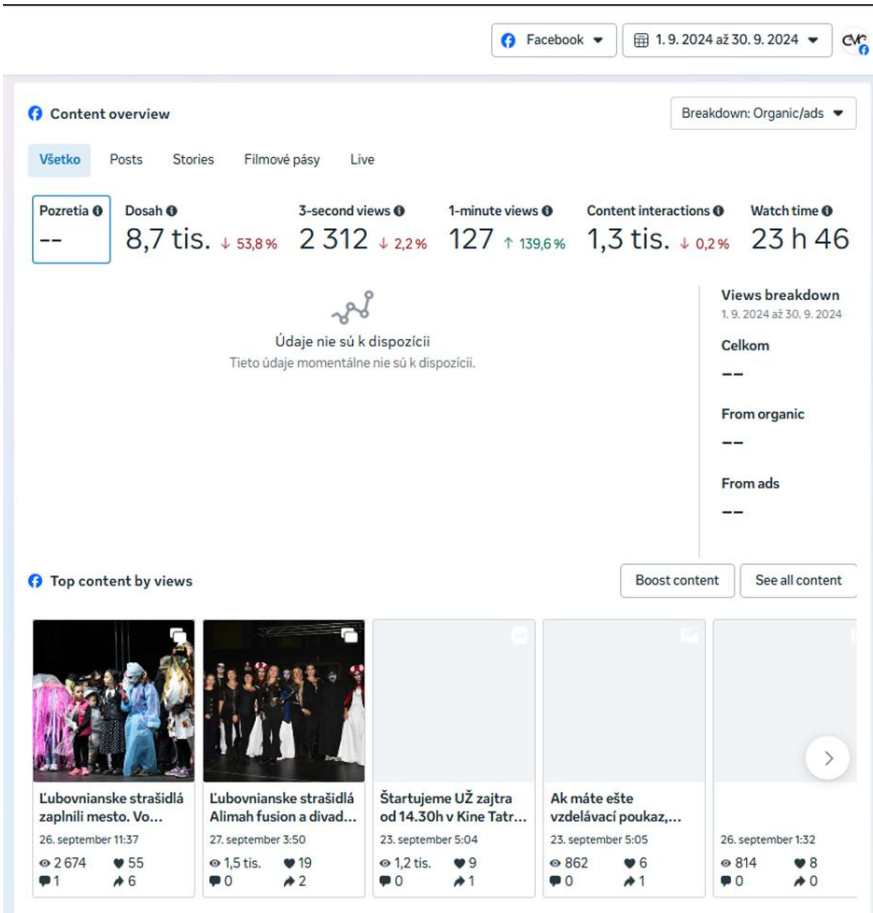 Facebook
1. 9. 2024 až 30. 9. 2024
Content overview
Breakdown: Organic/ads
Všetko
Posts
Stories
Filmové pásy
Live
Pozretia
--
Dosah
8,7 tis. ↓ 53,8 %
3-second views
2 312 ↓ 2,2 %
1-minute views
127 ↑ 139,6 %
Content interactions
1,3 tis. ↓ 0,2 %
Watch time
23 h 46
Údaje nie sú k dispozícii
Tieto údaje momentálne nie sú k dispozícii.
Views breakdown
1. 9. 2024 až 30. 9. 2024
Celkom
--
From organic
--
From ads
--
Top content by views
Boost content
See all content
Ľubovnianske strašidlá
zaplnili mesto. Vo...
26. september 11:37
2 674
55
1
6
Ľubovnianske strašidlá
Alimah fusion a divad...
27. september 3:50
1,5 tis.
19
0
2
Štartujeme UŽ zajtra
od 14.30h v Kine Tatr...
23. september 5:04
1,2 tis.
9
0
1
Ak máte ešte
vzdelávací poukaz,...
23. september 5:05
862
6
0
1
26. september 1:32
814
8
0
0